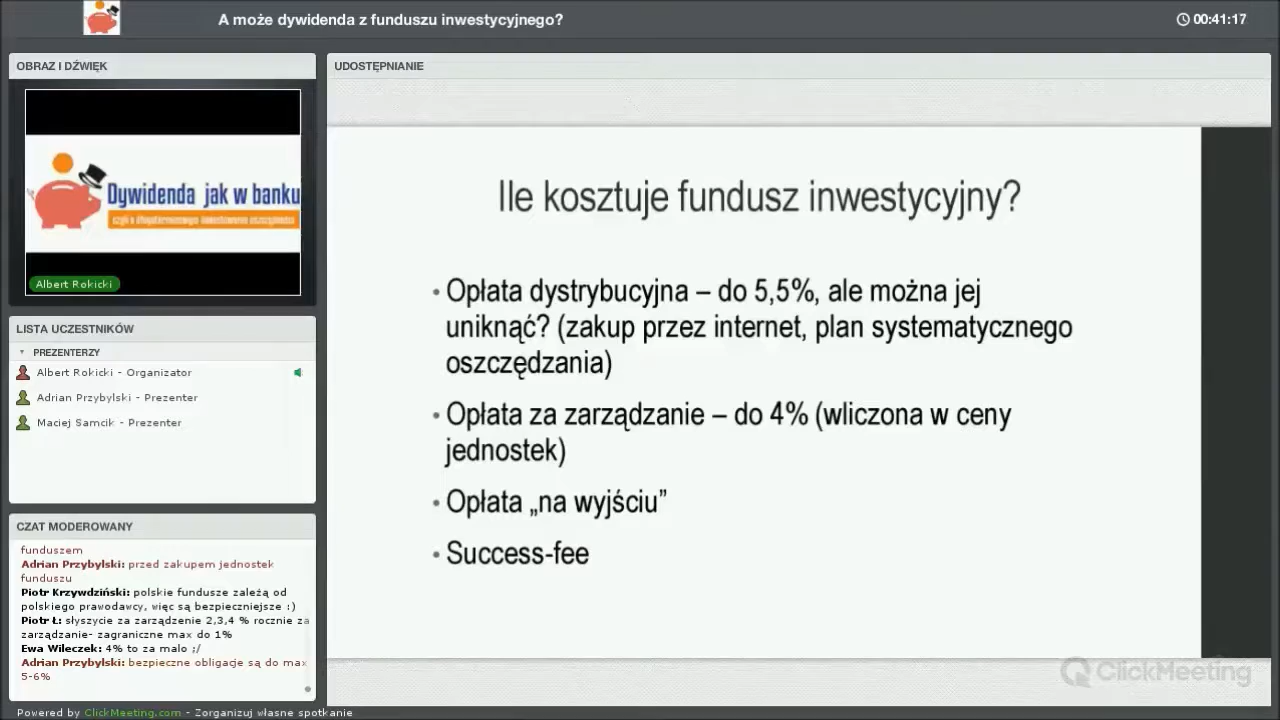 A może dywidenda z funduszu inwestycyjnego?
00:41:17
OBRAZ I DŹWIĘK
Dywidenda jak w banku
czyli o długoterminowym inwestowaniu oszczędności
Albert Rokicki
LISTA UCZESTNIKÓW
PREZENTERZY
Albert Rokicki - Organizator
Adrian Przybylski - Prezenter
Maciej Samcik - Prezenter
CZAT MODEROWANY
funduszem
Adrian Przybylski: przed zakupem jednostek
funduszu
Piotr Krzywdziński: polskie fundusze zależą od
polskiego prawodawcy, więc są bezpieczniejsze :)
Piotr Ł: słyszycie za zarządzenie 2,3,4 % rocznie za
zarządzanie- zagraniczne max do 1%
Ewa Wileczek: 4% to za malo ;/
Adrian Przybylski: bezpieczne obligacje są do max
5-6%
UDOSTĘPNIANIE
Ile kosztuje fundusz inwestycyjny?
• Opłata dystrybucyjna – do 5,5%, ale można jej
uniknąć? (zakup przez internet, plan systematycznego
oszczędzania)
• Opłata za zarządzanie – do 4% (wliczona w ceny
jednostek)
• Opłata „na wyjściu”
• Success-fee
ClickMeeting
Powered by ClickMeeting.com - Zorganizuj własne spotkanie